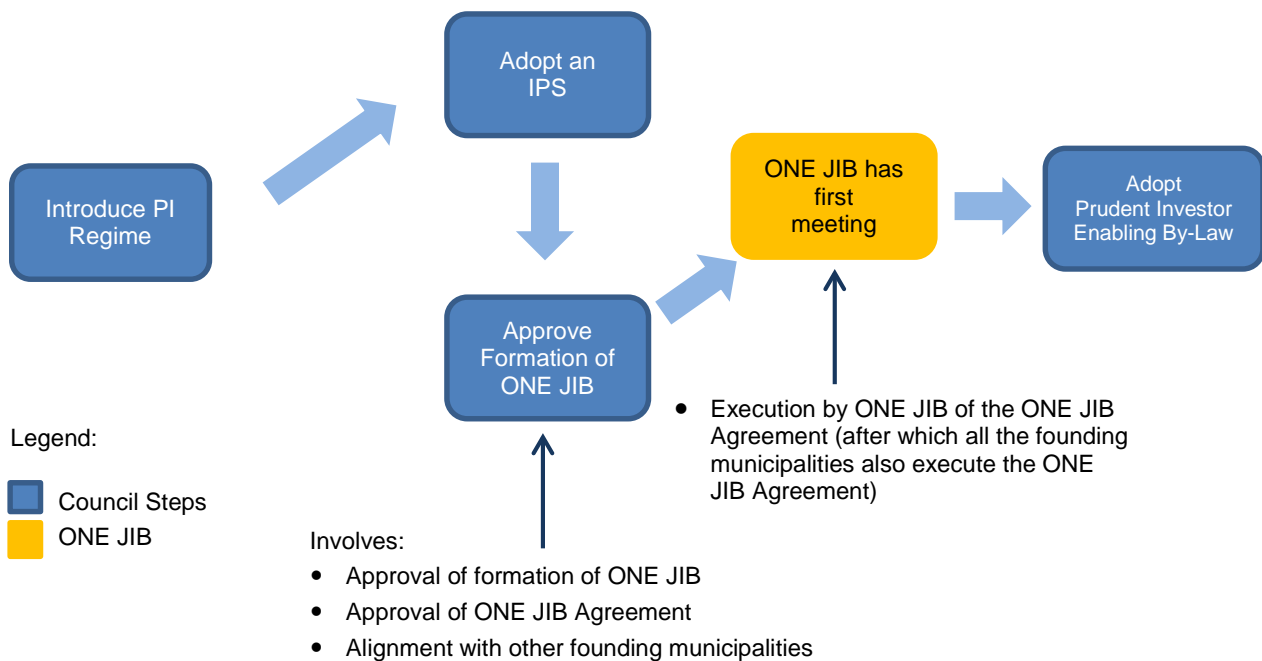 Adopt an
IPS
Introduce PI
Regime
Approve
Formation of
ONE JIB
ONE JIB has
first
meeting
Adopt
Prudent Investor
Enabling By-Law
• Execution by ONE JIB of the ONE JIB
Agreement (after which all the founding
municipalities also execute the ONE
JIB Agreement)
Legend:
Council Steps
ONE JIB
Involves:
• Approval of formation of ONE JIB
• Approval of ONE JIB Agreement
• Alignment with other founding municipalities